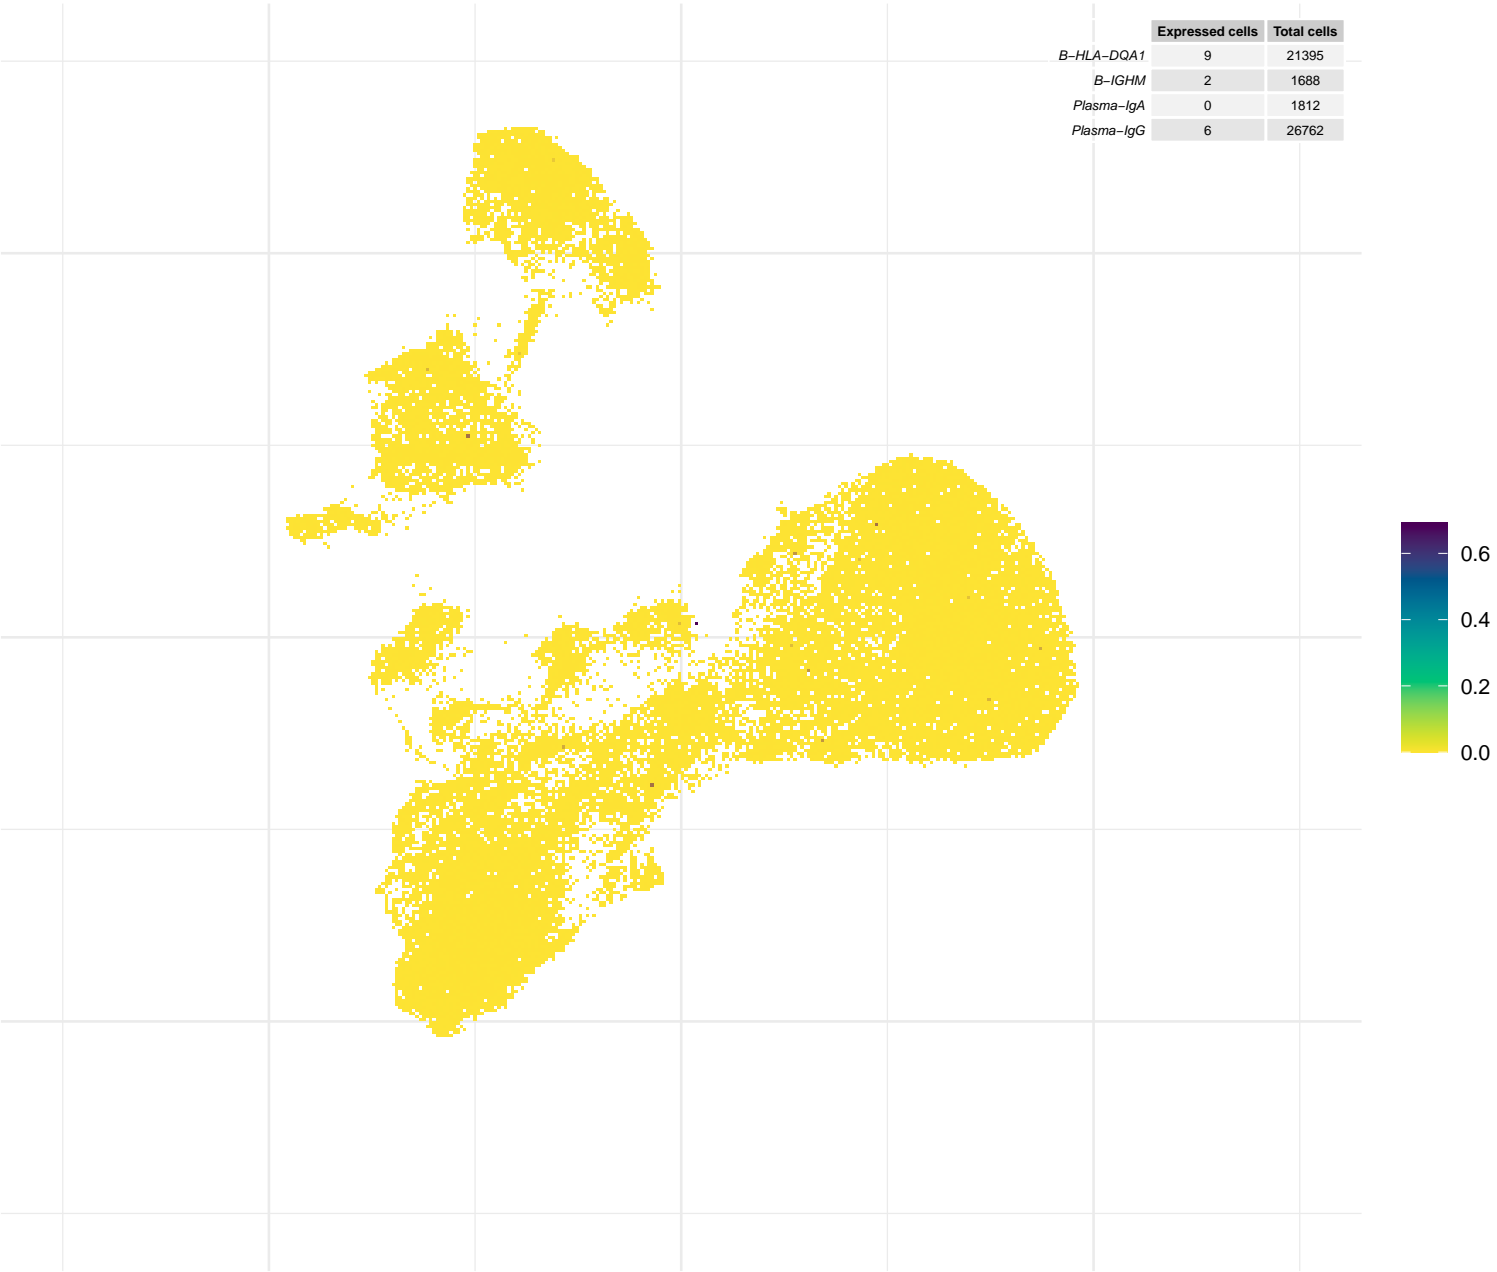 Expressed cells Total cells
B−HLA−DQA1 9 21395
B−IGHM 2 1688
Plasma−IgA 0 1812
Plasma−IgG 6 26762
0.6
0.4
0.2
0.0